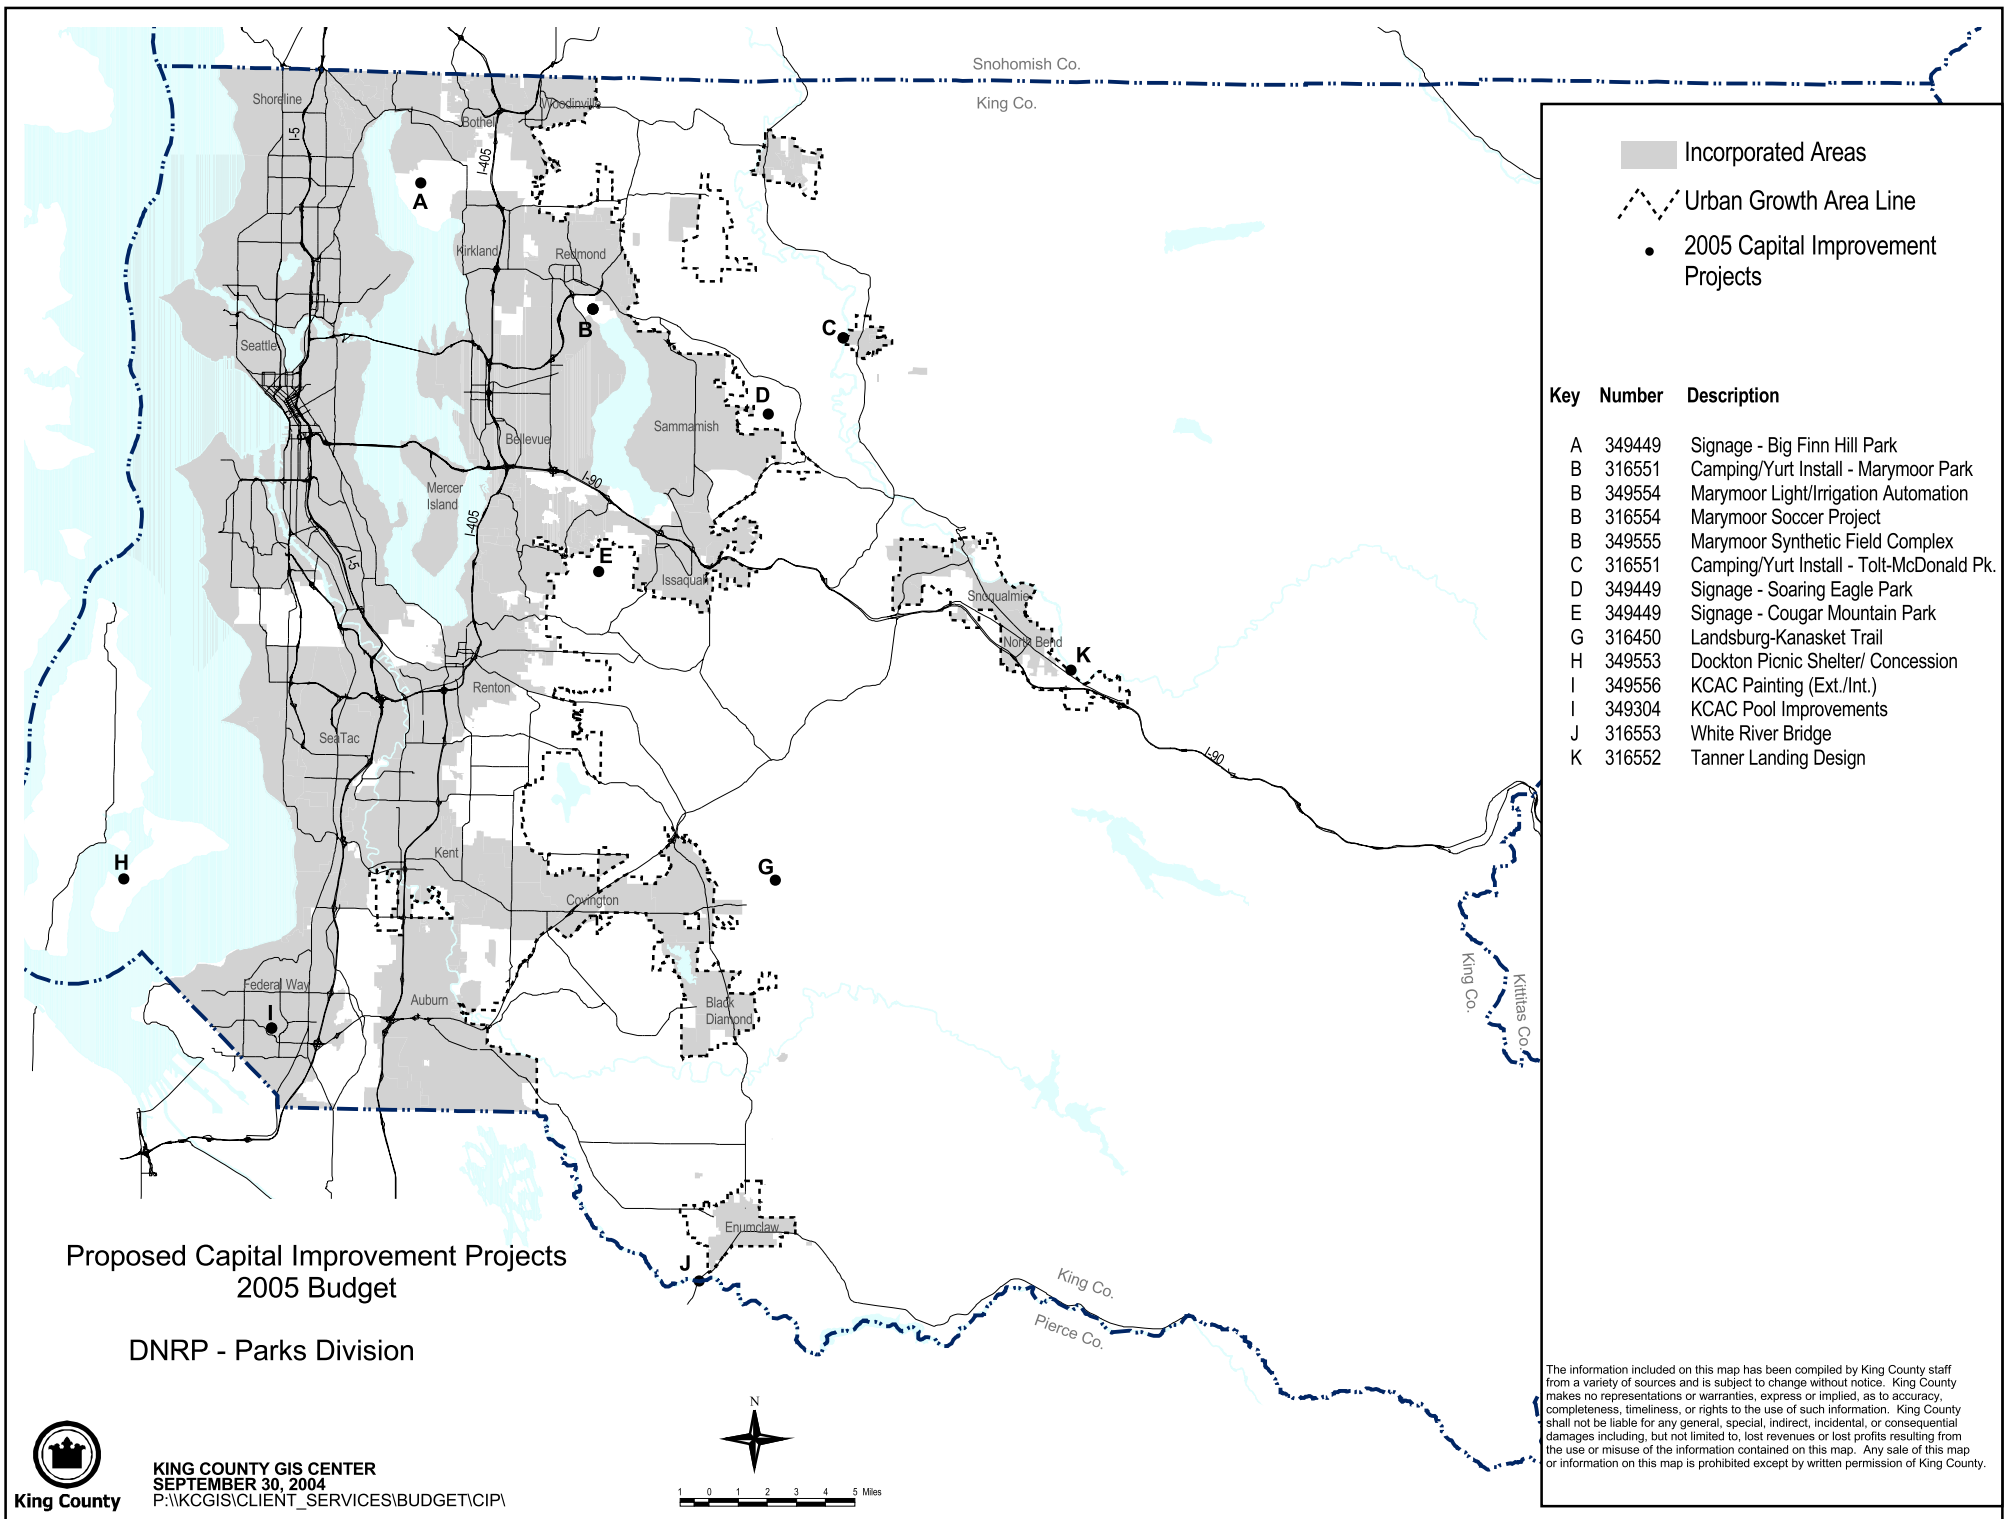 Snohomish Co.
King Co.
Shoreline
Bothell
Woodinville
I-5
I-405
A
Kirkland
Redmond
Seattle
B
C
D
Sammamish
Bellevue
Mercer
Island
I-90
I-405
I-5
E
Issaquah
Snoqualmie
North Bend
K
Renton
SeaTac
I-90
Kent
H
G
Covington
Federal Way
I
Auburn
Black
Diamond
King Co.
Kittitas Co.
Enumclaw
J
King Co.
Pierce Co.
Incorporated Areas
Urban Growth Area Line
2005 Capital Improvement
Projects
Key Number Description
A 349449 Signage - Big Finn Hill Park
B 316551 Camping/Yurt Install - Marymoor Park
B 349554 Marymoor Light/Irrigation Automation
B 316554 Marymoor Soccer Project
B 349555 Marymoor Synthetic Field Complex
C 316551 Camping/Yurt Install - Tolt-McDonald Pk.
D 349449 Signage - Soaring Eagle Park
E 349449 Signage - Cougar Mountain Park
G 316450 Landsburg-Kanasket Trail
H 349553 Dockton Picnic Shelter/ Concession
I 349556 KCAC Painting (Ext./Int.)
I 349304 KCAC Pool Improvements
J 316553 White River Bridge
K 316552 Tanner Landing Design
Proposed Capital Improvement Projects
2005 Budget
DNRP - Parks Division
King County
KING COUNTY GIS CENTER
SEPTEMBER 30, 2004
P:\\KCGIS\CLIENT_SERVICES\BUDGET\CIP\
N
1 0 1 2 3 4 5 Miles
The information included on this map has been compiled by King County staff
from a variety of sources and is subject to change without notice. King County
makes no representations or warranties, express or implied, as to accuracy,
completeness, timeliness, or rights to the use of such information. King County
shall not be liable for any general, special, indirect, incidental, or consequential
damages including, but not limited to, lost revenues or lost profits resulting from
the use or misuse of the information contained on this map. Any sale of this map
or information on this map is prohibited except by written permission of King County.